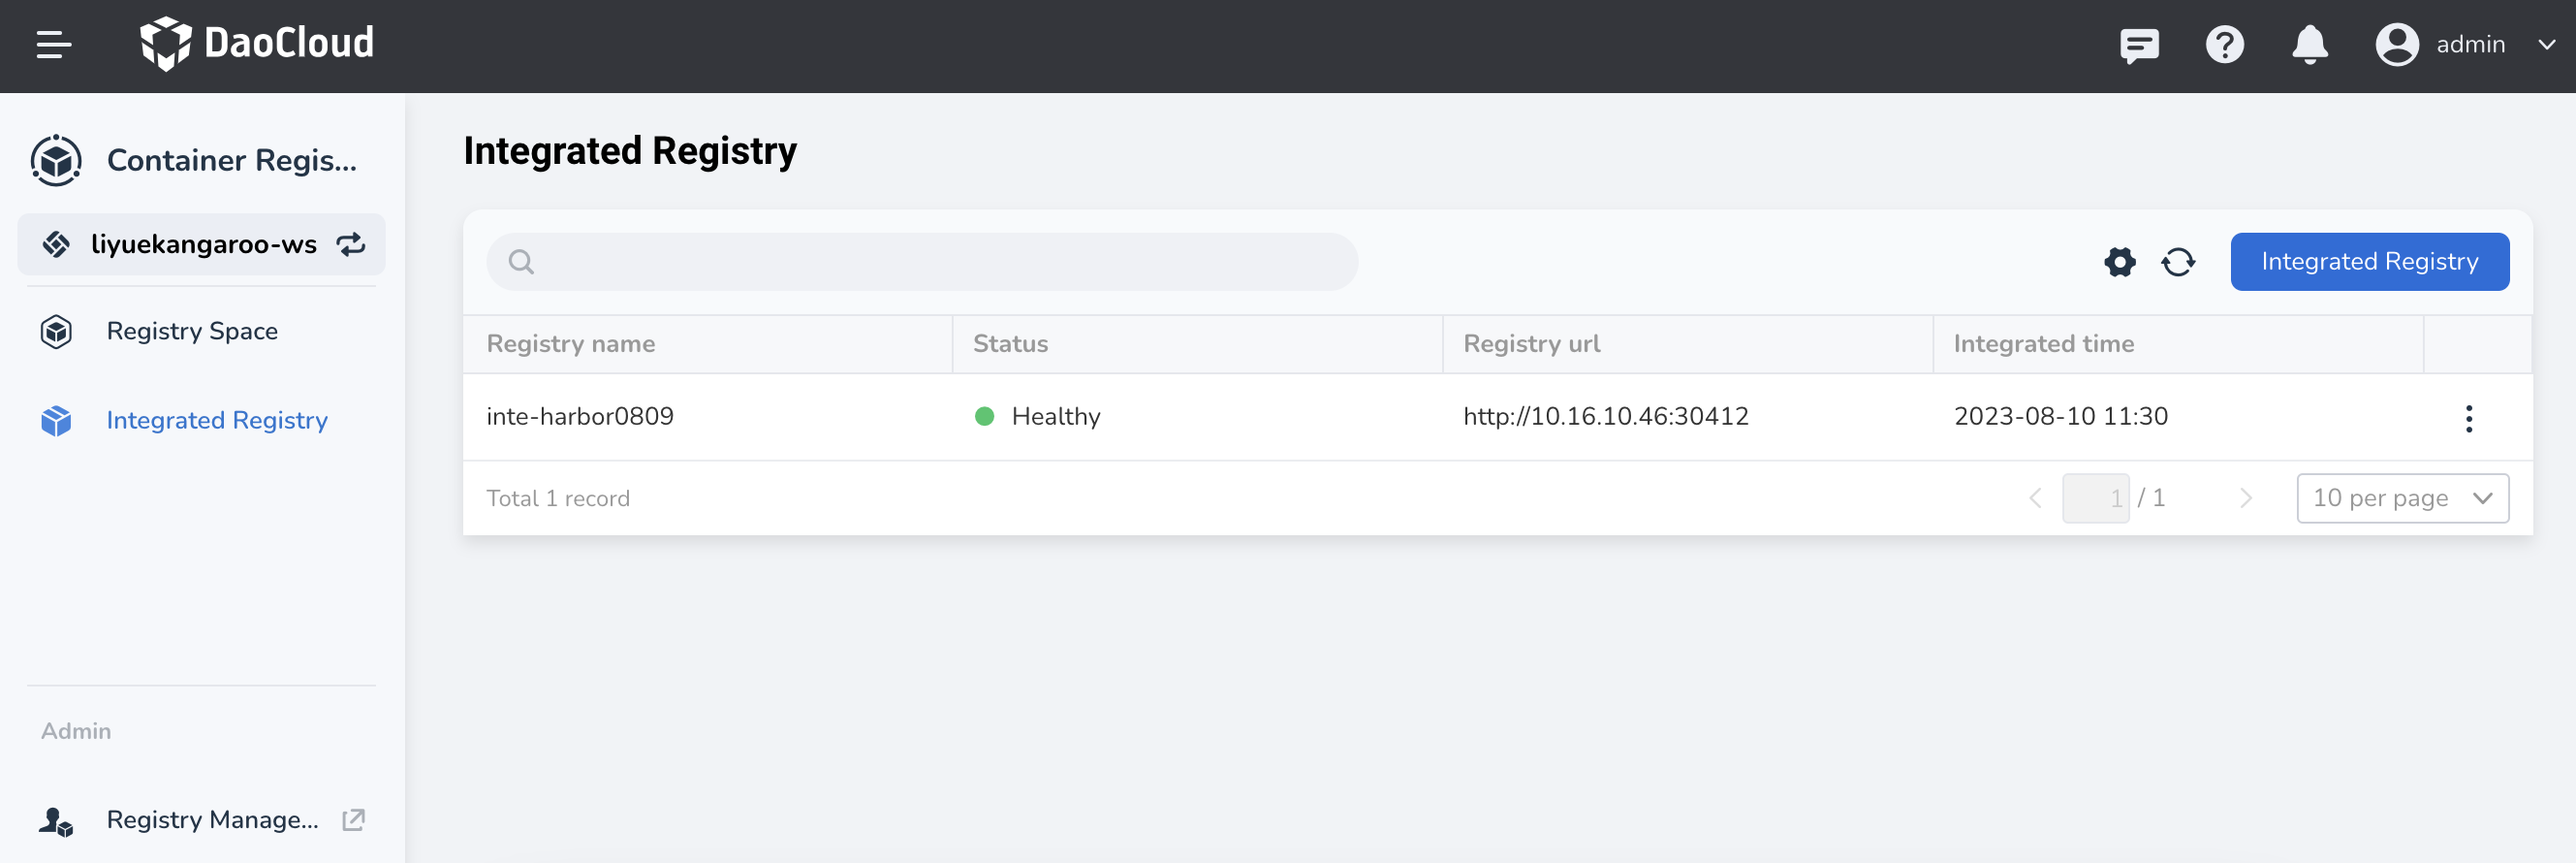 DaoCloud
admin
Container Regis...
liyuekangaroo-ws
Registry Space
Integrated Registry
Admin
Registry Manage...
Integrated Registry
Integrated Registry
Registry name Status Registry url Integrated time
inte-harbor0809 Healthy http://10.16.10.46:30412 2023-08-10 11:30
Total 1 record 1 / 1 10 per page